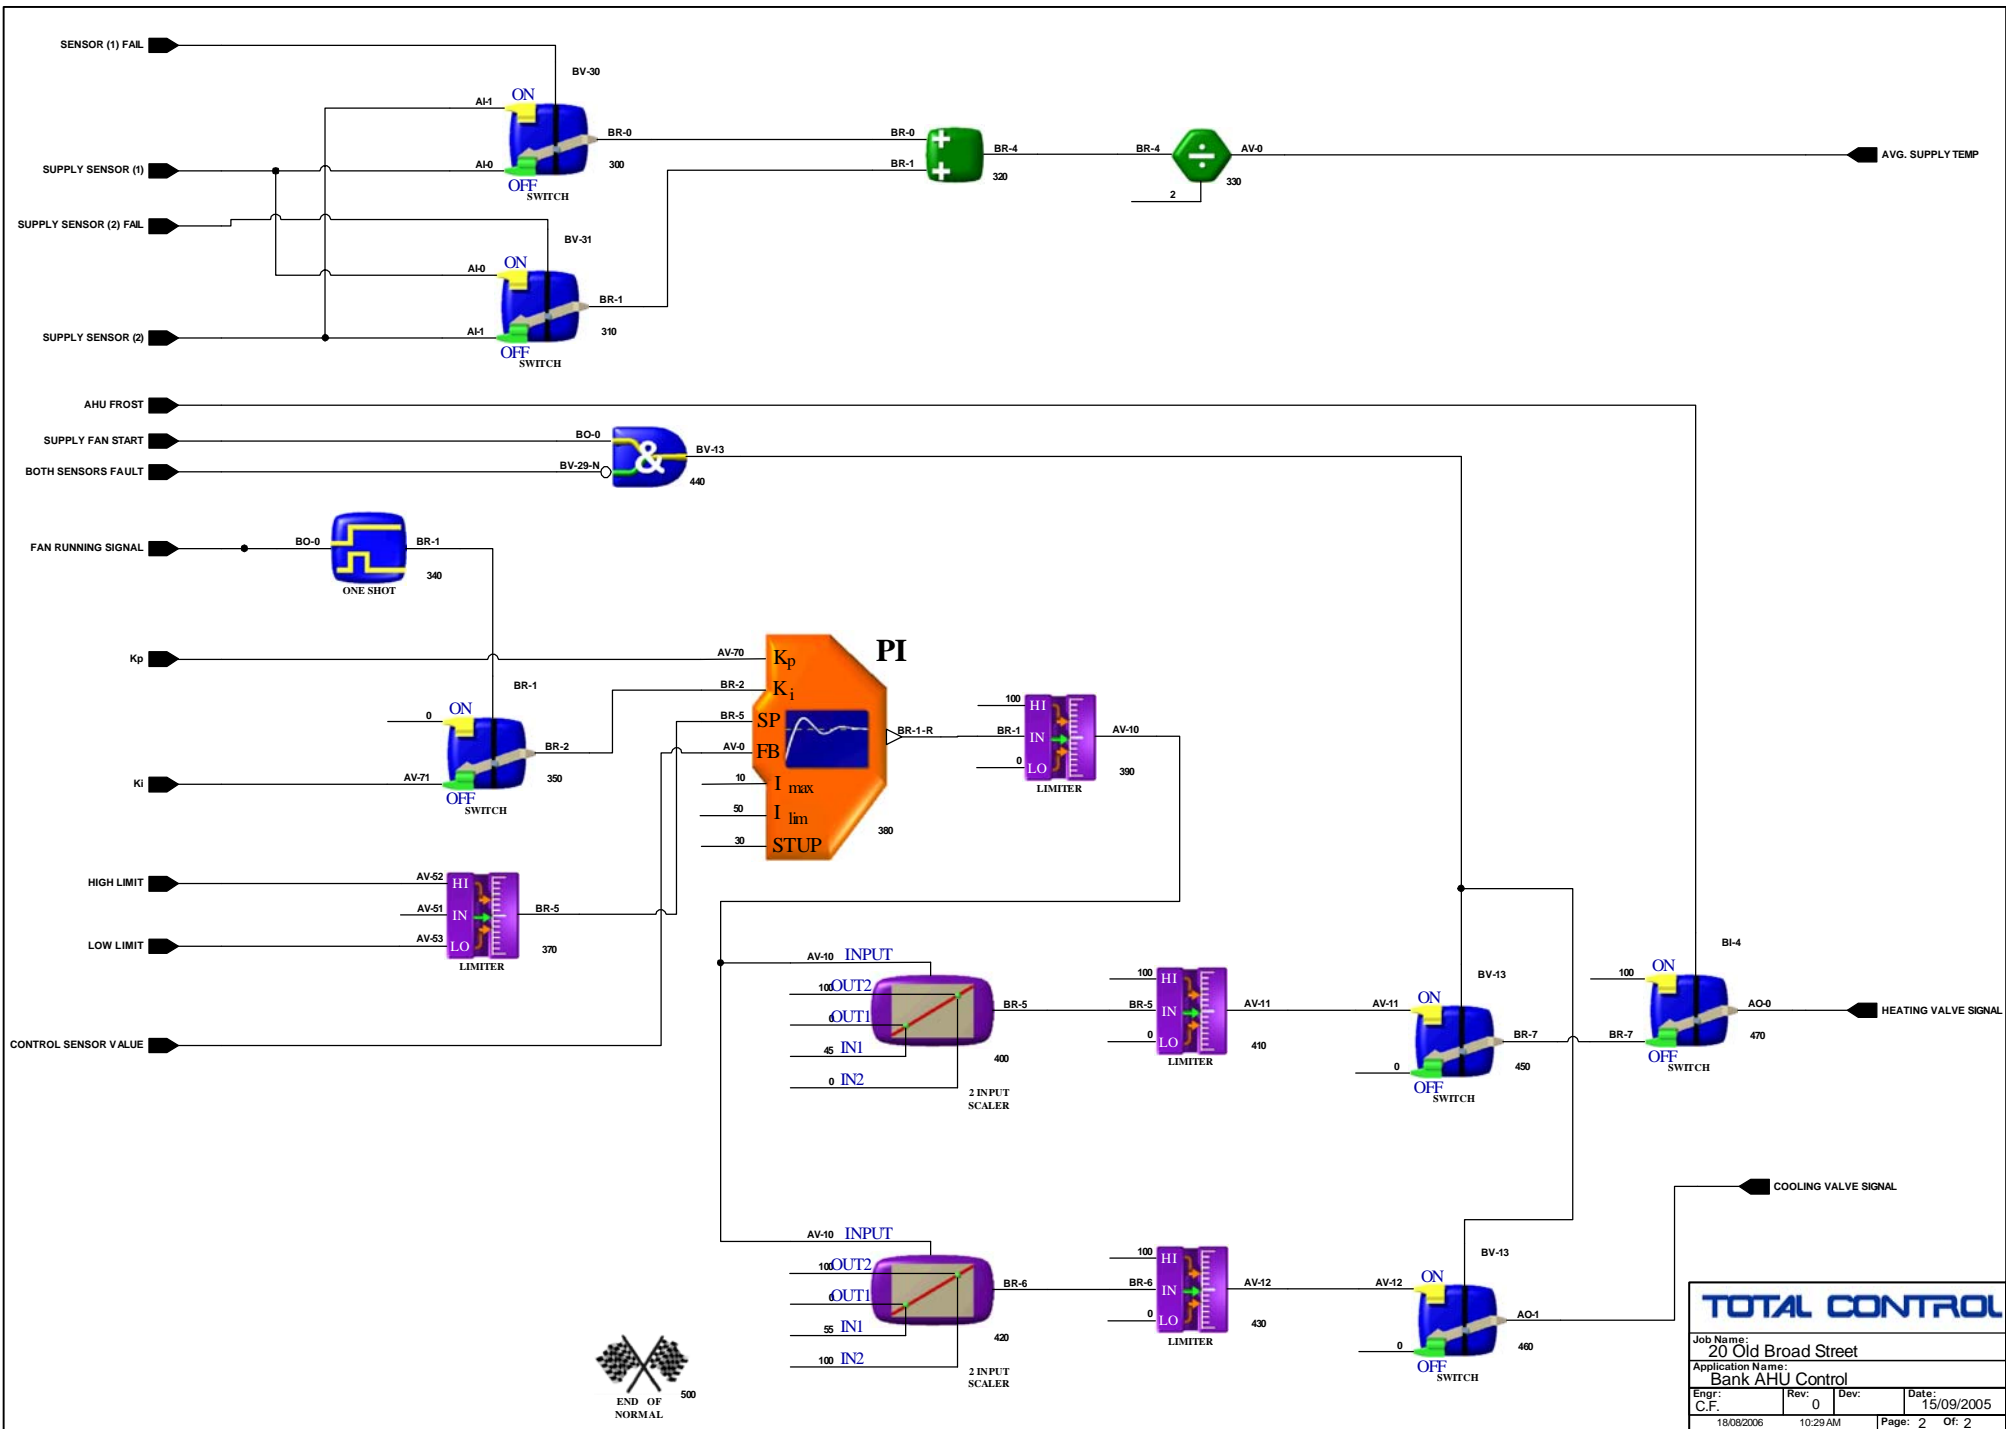 SENSOR (1) FAIL
BV-30
ON
AI-1
BR-0
BR-0
SUPPLY SENSOR (1)
AI-0
300
OFF
SWITCH
BR-1
BR-4
320
BR-4
÷
AV-0
330
2
AVG. SUPPLY TEMP
SUPPLY SENSOR (2) FAIL
BV-31
ON
AI-0
BR-1
SUPPLY SENSOR (2)
AI-1
310
OFF
SWITCH
AHU FROST
SUPPLY FAN START
BO-0
BOTH SENSORS FAULT
BV-29-N
&
BV-13
440
FAN RUNNING SIGNAL
BO-0
BR-1
340
ONE SHOT
Kp
AV-70
Kp
PI
BR-1
BR-2
Ki
0
ON
BR-5
SP
BR-2
AV-0
FB
BR-1-R
Ki
AV-71
350
OFF
SWITCH
10
I max
50
I lim
30
STUP
380
100
HI
BR-1
IN
AV-10
0
LO
390
LIMITER
HIGH LIMIT
AV-52
HI
AV-51
IN
BR-5
LOW LIMIT
AV-53
LO
370
LIMITER
CONTROL SENSOR VALUE
AV-10
INPUT
100
OUT2
0
OUT1
45
IN1
0
IN2
BR-5
400
2 INPUT
SCALER
100
HI
BR-5
IN
AV-11
0
LO
410
LIMITER
BV-13
AV-11
ON
BR-7
0
450
OFF
SWITCH
BI-4
100
ON
BR-7
AO-0
470
OFF
SWITCH
HEATING VALVE SIGNAL
COOLING VALVE SIGNAL
AV-10
INPUT
100
OUT2
0
OUT1
55
IN1
100
IN2
BR-6
420
2 INPUT
SCALER
100
HI
BR-6
IN
AV-12
0
LO
430
LIMITER
BV-13
AV-12
ON
AO-1
0
460
OFF
SWITCH
END OF
NORMAL
500
TOTAL CONTROL
Job Name:
20 Old Broad Street
Application Name:
Bank AHU Control
Engr:
C.F.
Rev:
0
Dev:
Date:
15/09/2005
18/08/2006
10:29 AM
Page: 2 Of: 2